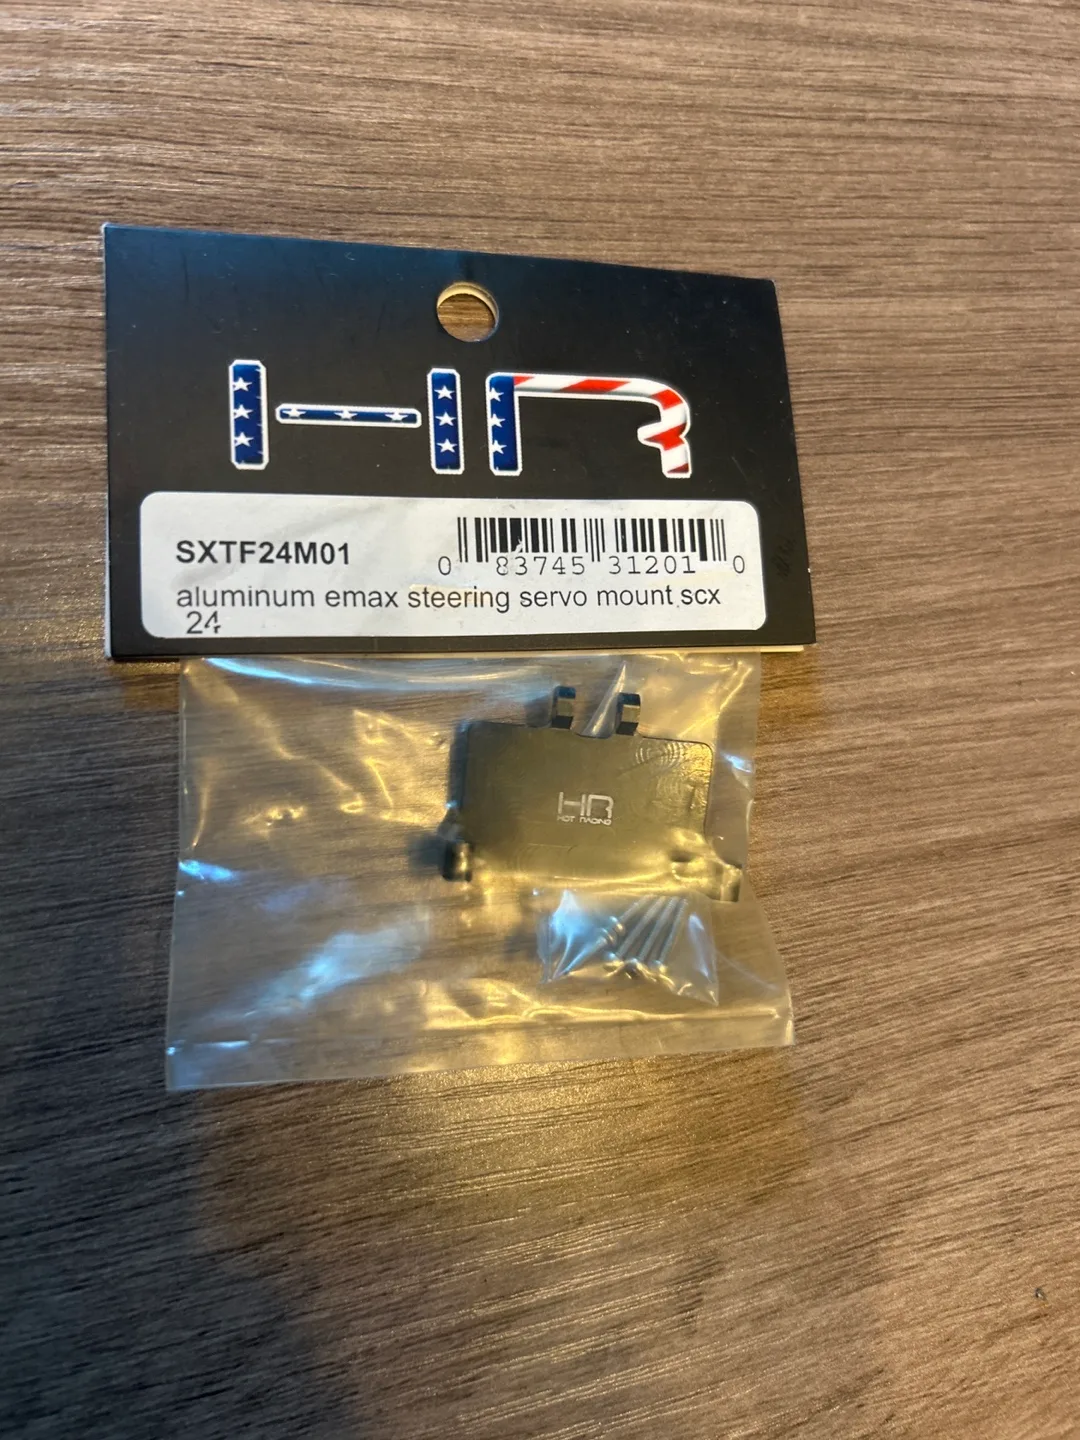 HR
SXTF24M01
0 83745 31201 0
aluminum emax steering servo mount scx
24
HR
HOT RACING